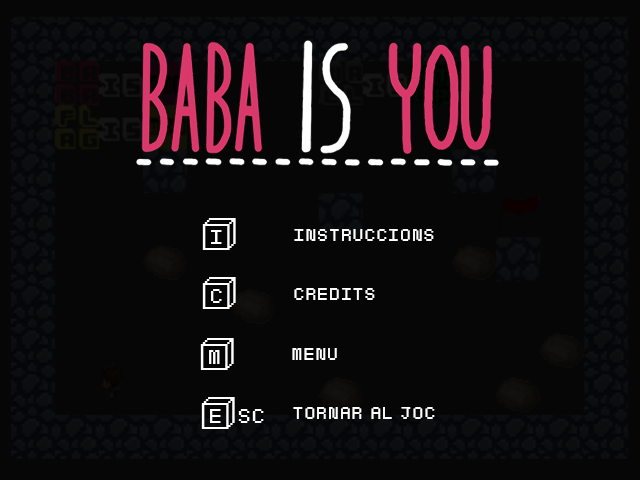 BABA IS YOU
I INSTRUCCIONS
C CREDITS
M MENU
ESC TORNAR AL JOC